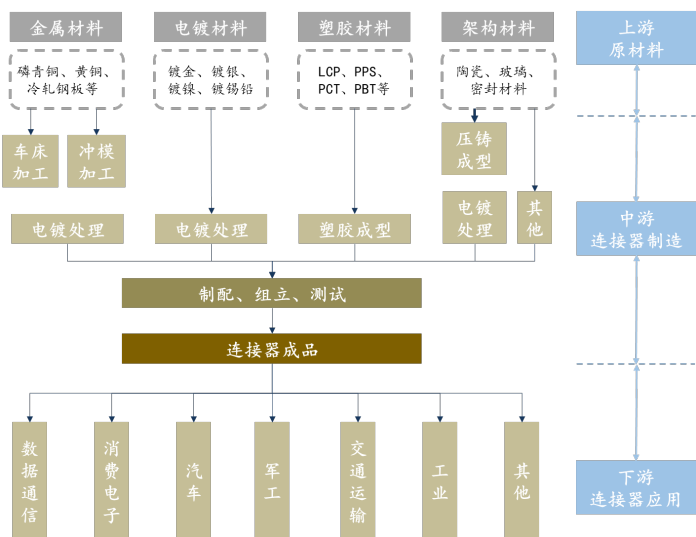 金属材料
电镀材料
塑胶材料
架构材料
上游
原材料
磷青铜、黄铜、
冷轧钢板等
镀金、镀银、
镀镍、镀锡铅
LCP、PPS、
PCT、PBT等
陶瓷、玻璃、
密封材料
车床
加工
冲模
加工
压铸
成型
电镀处理
电镀处理
塑胶成型
电镀
处理
其他
中游
连接器制造
制配、组立、测试
连接器成品
数据通信
消费电子
汽车
军工
交通运输
工业
其他
下游
连接器应用